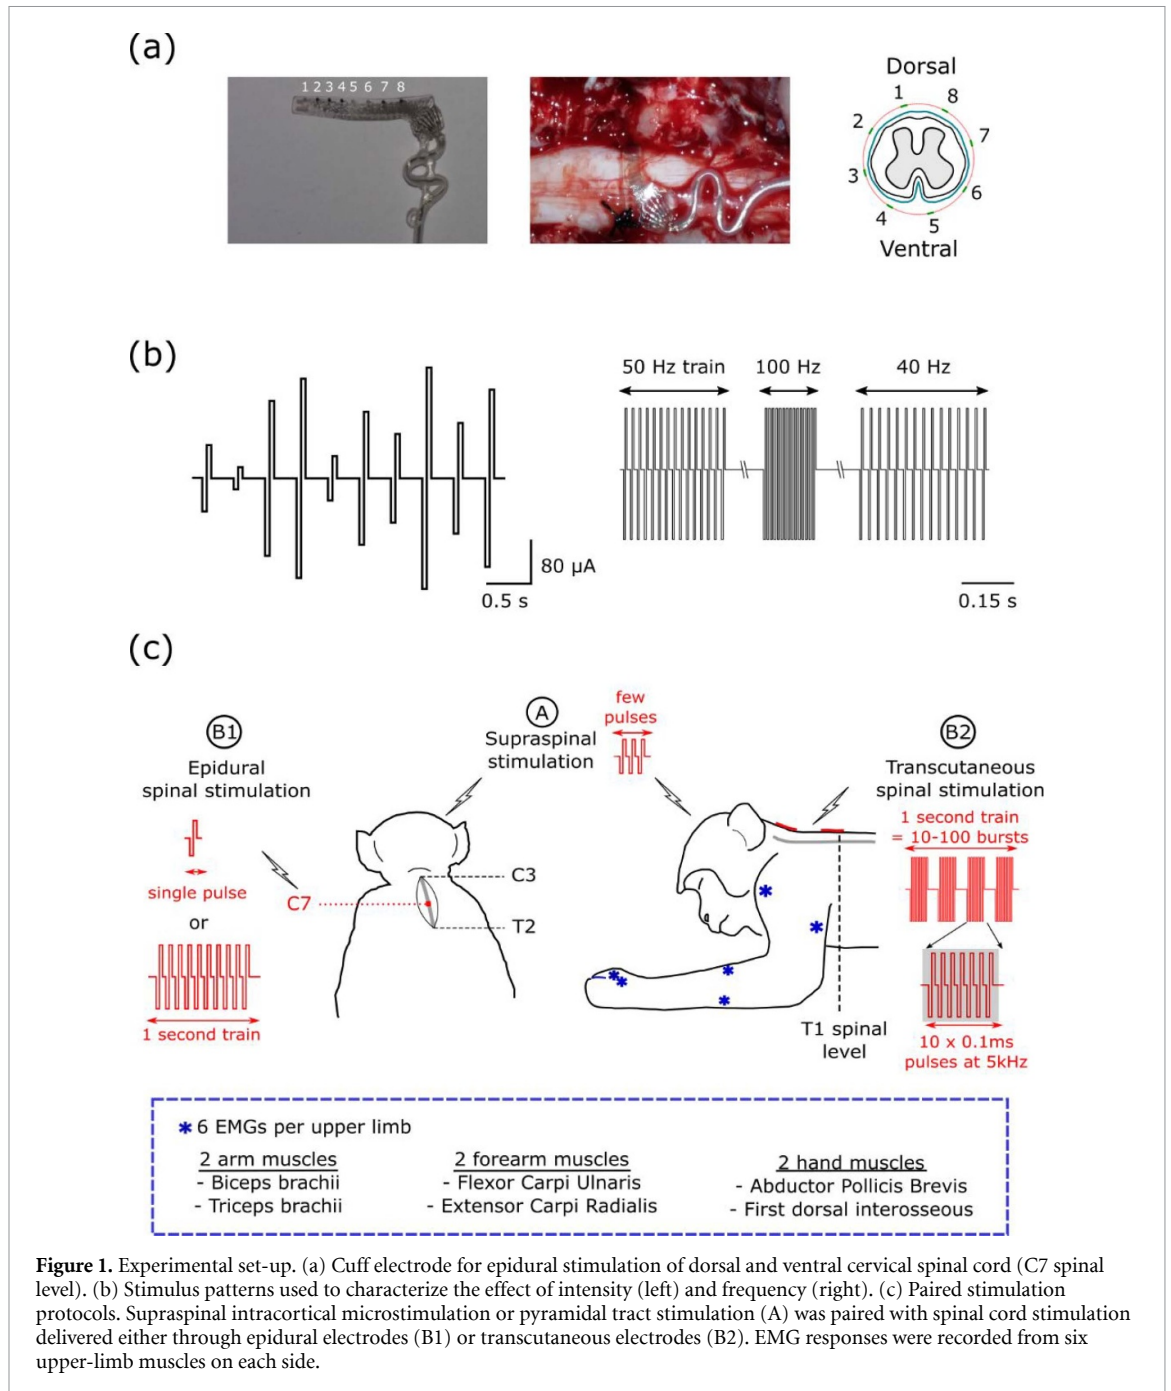 (a)
1 2 3 4 5 6 7 8
Dorsal
1
8
2
7
3
6
4
5
Ventral
(b)
50 Hz train
100 Hz
40 Hz
80 µA
0.5 s
0.15 s
(c)
B1
Epidural
spinal stimulation
single pulse
or
1 second train
C7
A
Supraspinal
stimulation
few
pulses
C3
T2
B2
Transcutaneous
spinal stimulation
1 second train
= 10-100 bursts
10 x 0.1ms
pulses at 5kHz
T1 spinal
level
* 6 EMGs per upper limb
2 arm muscles
- Biceps brachii
- Triceps brachii
2 forearm muscles
- Flexor Carpi Ulnaris
- Extensor Carpi Radialis
2 hand muscles
- Abductor Pollicis Brevis
- First dorsal interosseous
Figure 1. Experimental set-up. (a) Cuff electrode for epidural stimulation of dorsal and ventral cervical spinal cord (C7 spinal
level). (b) Stimulus patterns used to characterize the effect of intensity (left) and frequency (right). (c) Paired stimulation
protocols. Supraspinal intracortical microstimulation or pyramidal tract stimulation (A) was paired with spinal cord stimulation
delivered either through epidural electrodes (B1) or transcutaneous electrodes (B2). EMG responses were recorded from six
upper-limb muscles on each side.